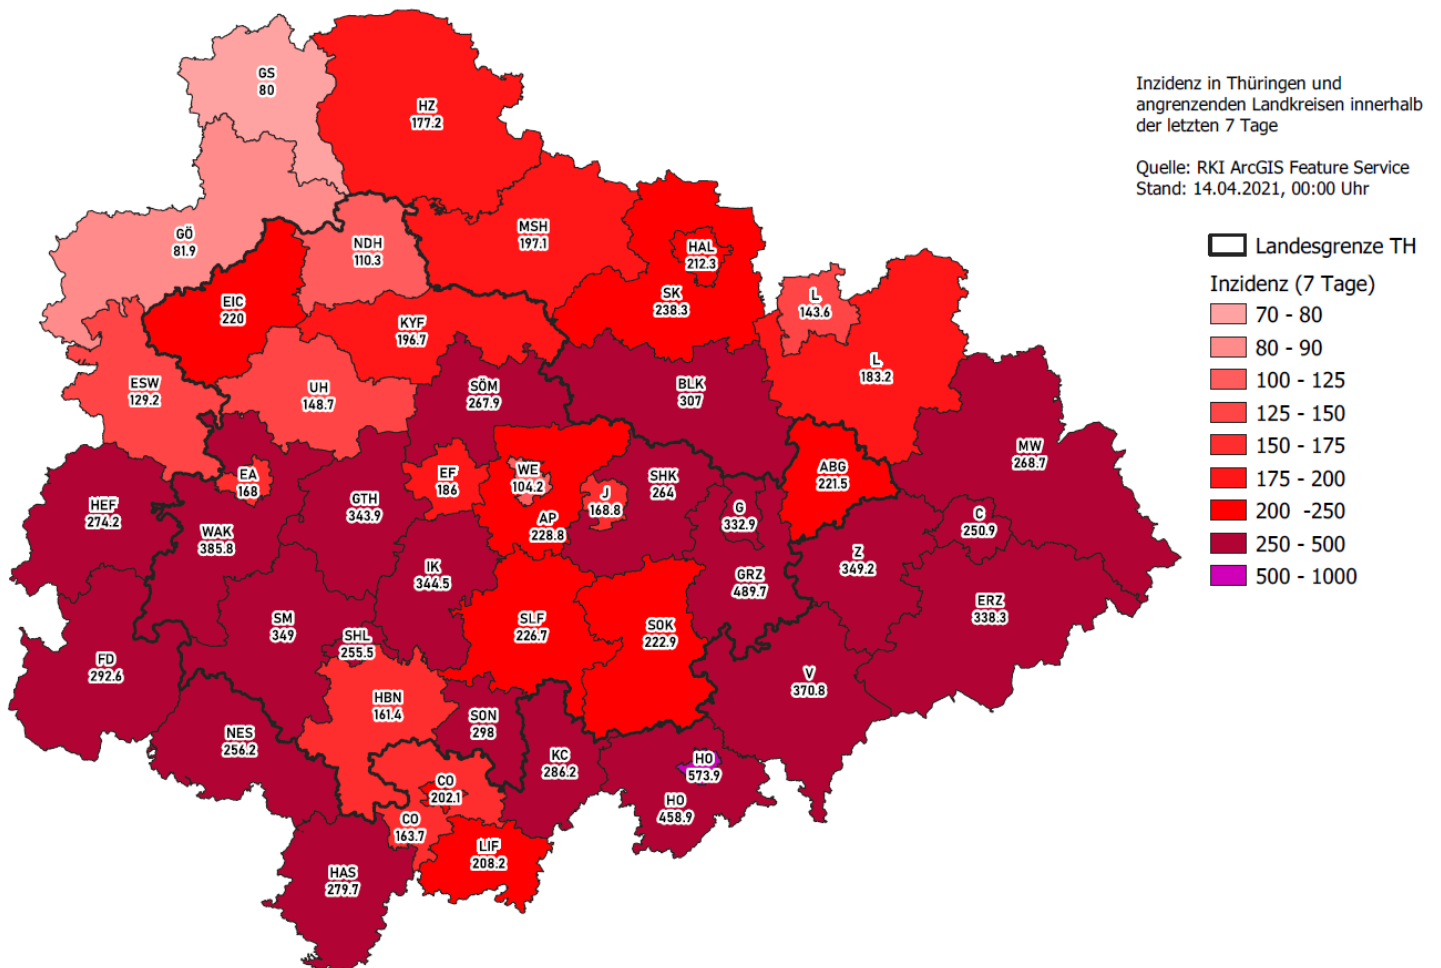 Inzidenz in Thüringen und
angrenzenden Landkreisen innerhalb
der letzten 7 Tage
Quelle: RKI ArcGIS Feature Service
Stand: 14.04.2021, 00:00 Uhr
Landesgrenze TH
Inzidenz (7 Tage)
70 - 80
80 - 90
100 - 125
125 - 150
150 - 175
175 - 200
200 -250
250 - 500
500 - 1000
GS
80
HZ
177.2
GÖ
81.9
NDH
110.3
MSH
197.1
HAL
212.3
EIC
220
SK
238.3
L
143.6
KYF
196.7
L
183.2
ESW
129.2
UH
148.7
SÖM
267.9
BLK
307
MW
268.7
EA
168
EF
186
WE
104.2
ABG
221.5
HEF
274.2
GTH
343.9
J
168.8
SHK
264
G
332.9
C
250.9
WAK
385.8
AP
228.8
Z
349.2
IK
344.5
GRZ
489.7
ERZ
338.3
SM
349
SHL
255.5
SLF
226.7
SOK
222.9
FD
292.6
HBN
161.4
V
370.8
NES
256.2
SON
298
KC
286.2
HO
573.9
CO
202.1
HO
458.9
CO
163.7
LIF
208.2
HAS
279.7